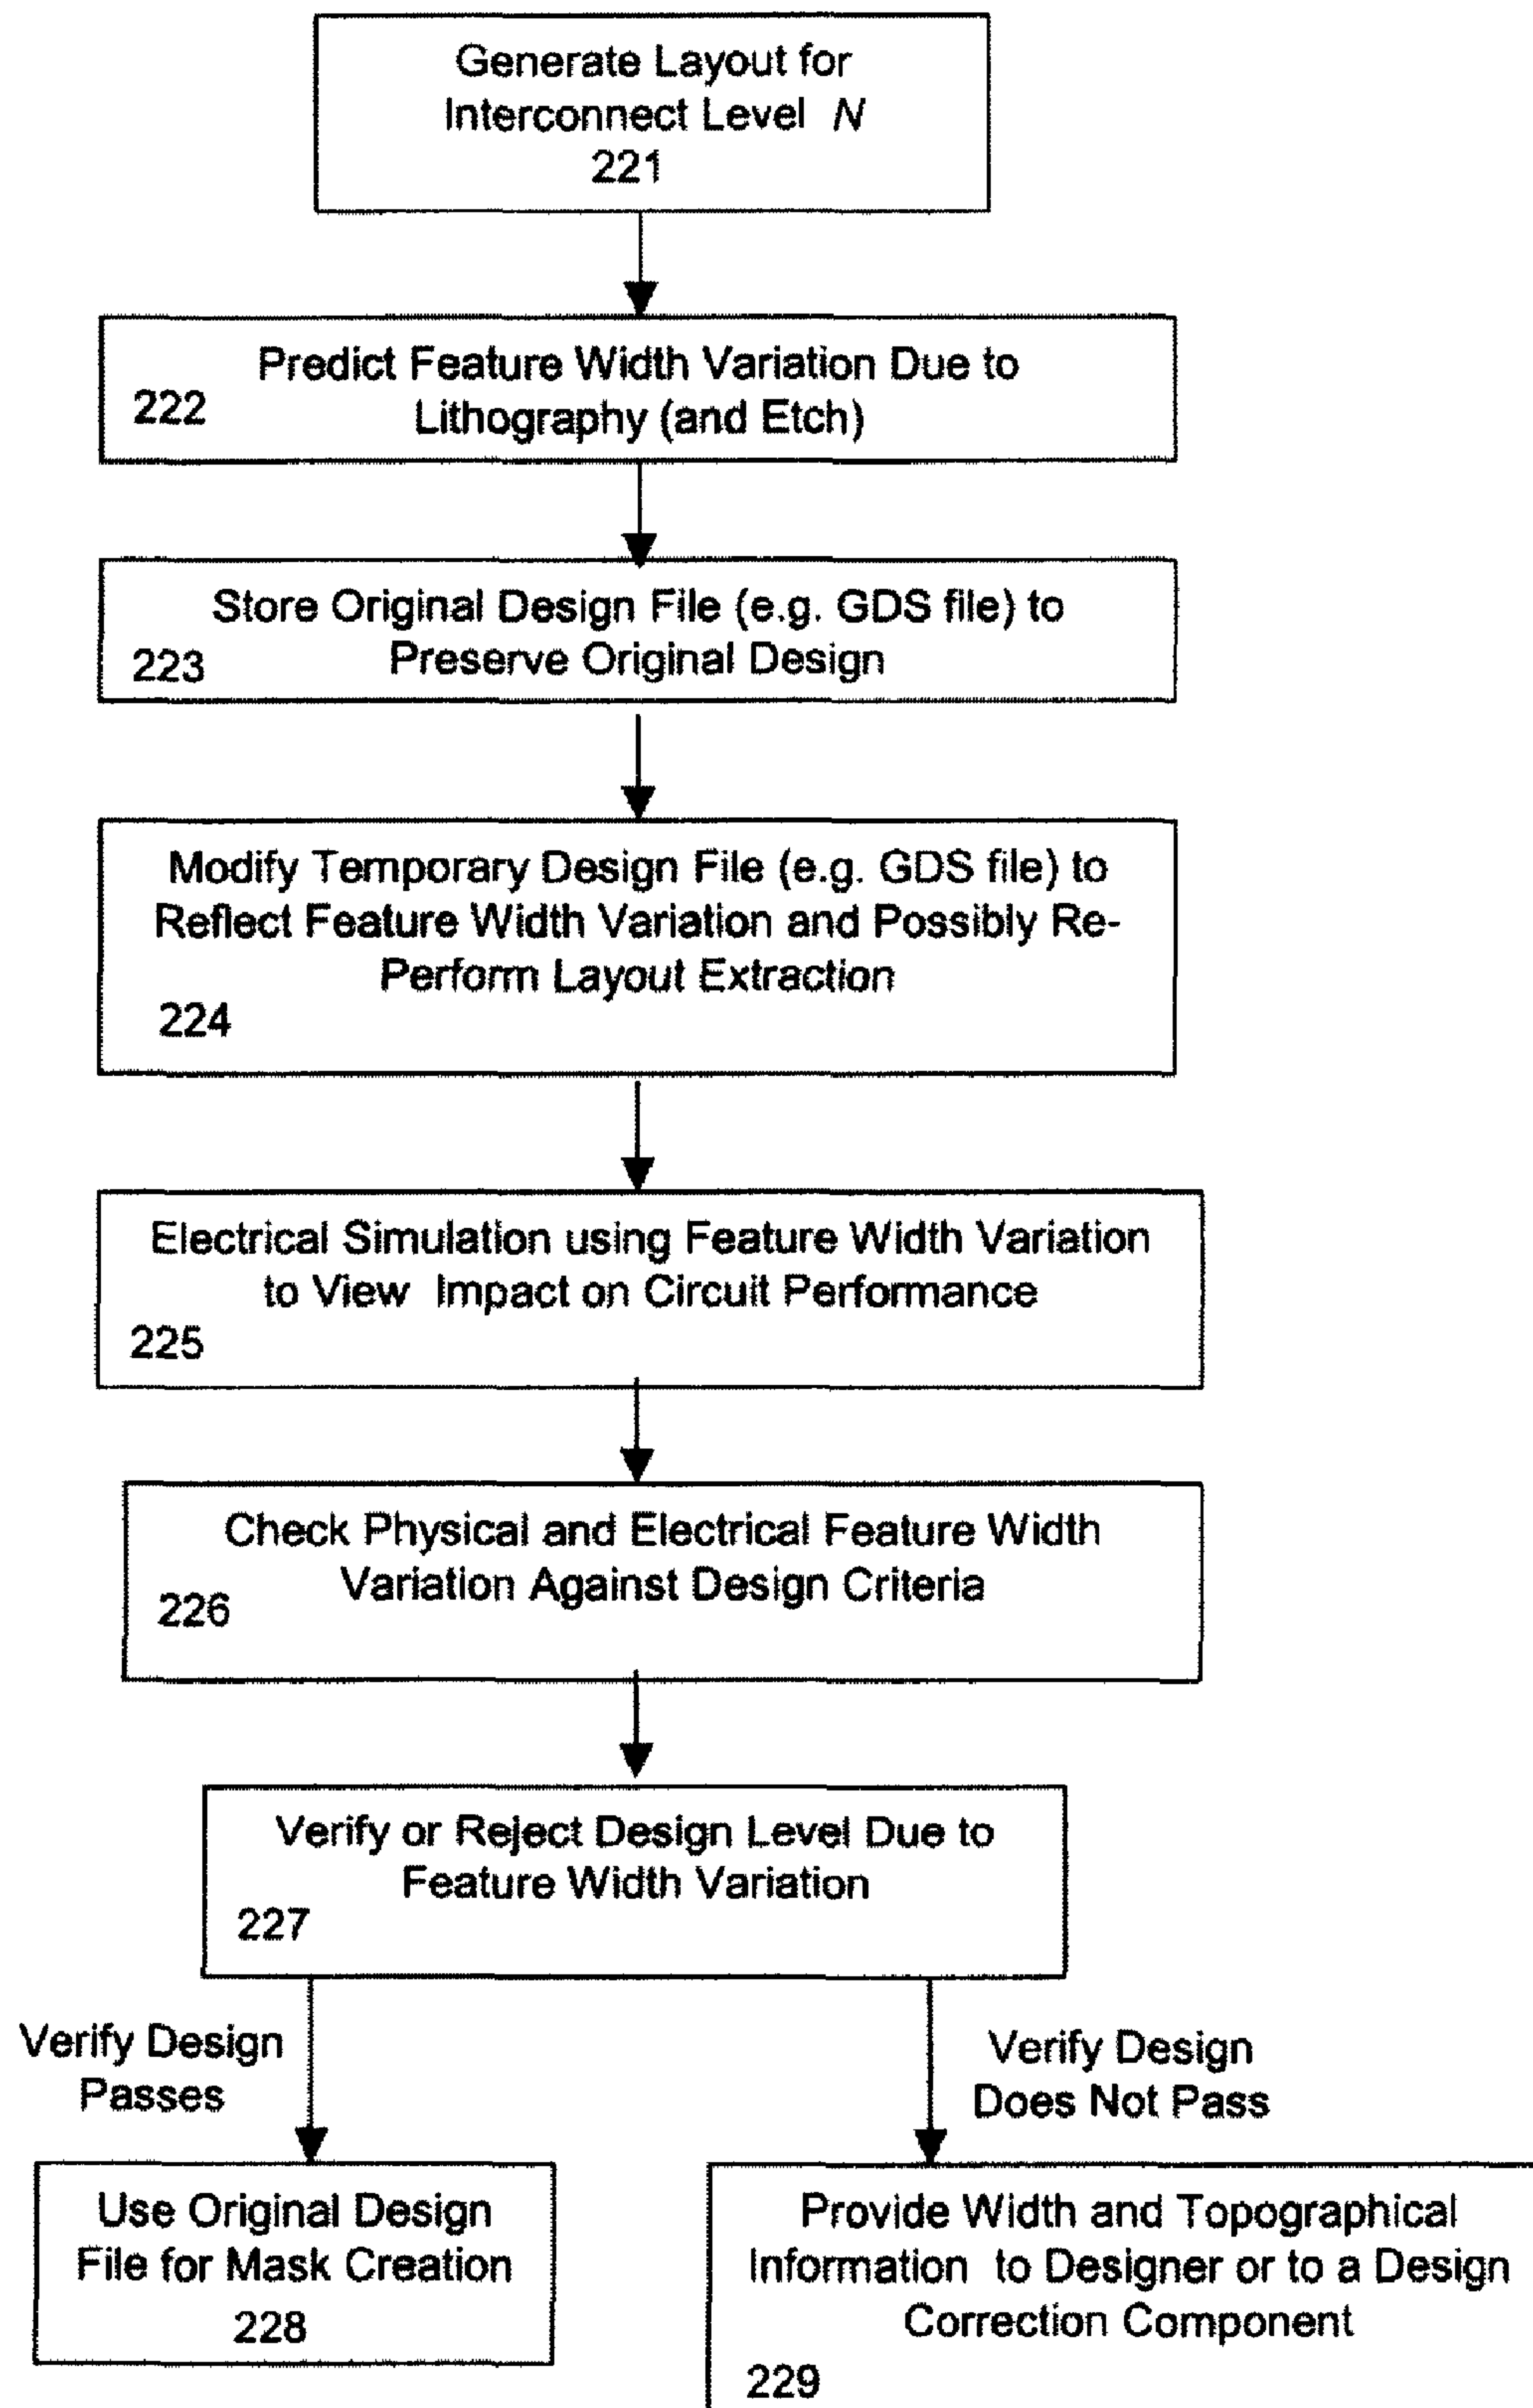 Generate Layout for
Interconnect Level N
221
Predict Feature Width Variation Due to
Lithography (and Etch)
222
Store Original Design File (e.g. GDS file) to
Preserve Original Design
223
Modify Temporary Design File (e.g. GDS file) to
Reflect Feature Width Variation and Possibly Re-
Perform Layout Extraction
224
Electrical Simulation using Feature Width Variation
to View Impact on Circuit Performance
225
Check Physical and Electrical Feature Width
Variation Against Design Criteria
226
Verify or Reject Design Level Due to
Feature Width Variation
227
Verify Design
Passes
Verify Design
Does Not Pass
Use Original Design
File for Mask Creation
228
Provide Width and Topographical
Information to Designer or to a Design
Correction Component
229